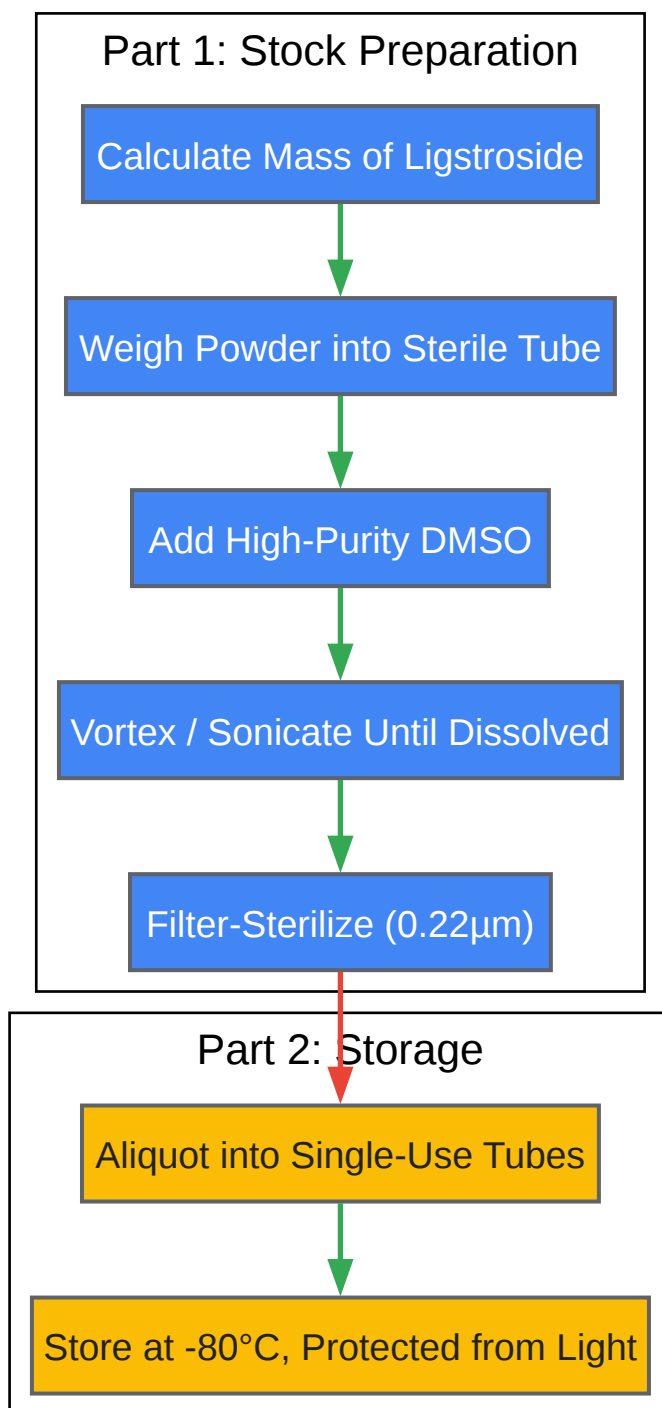 Part 1: Stock Preparation
Calculate Mass of Ligstroside
Weigh Powder into Sterile Tube
Add High-Purity DMSO
Vortex / Sonicate Until Dissolved
Filter-Sterilize (0.22µm)
Part 2: Storage
Aliquot into Single-Use Tubes
Store at -80°C, Protected from Light